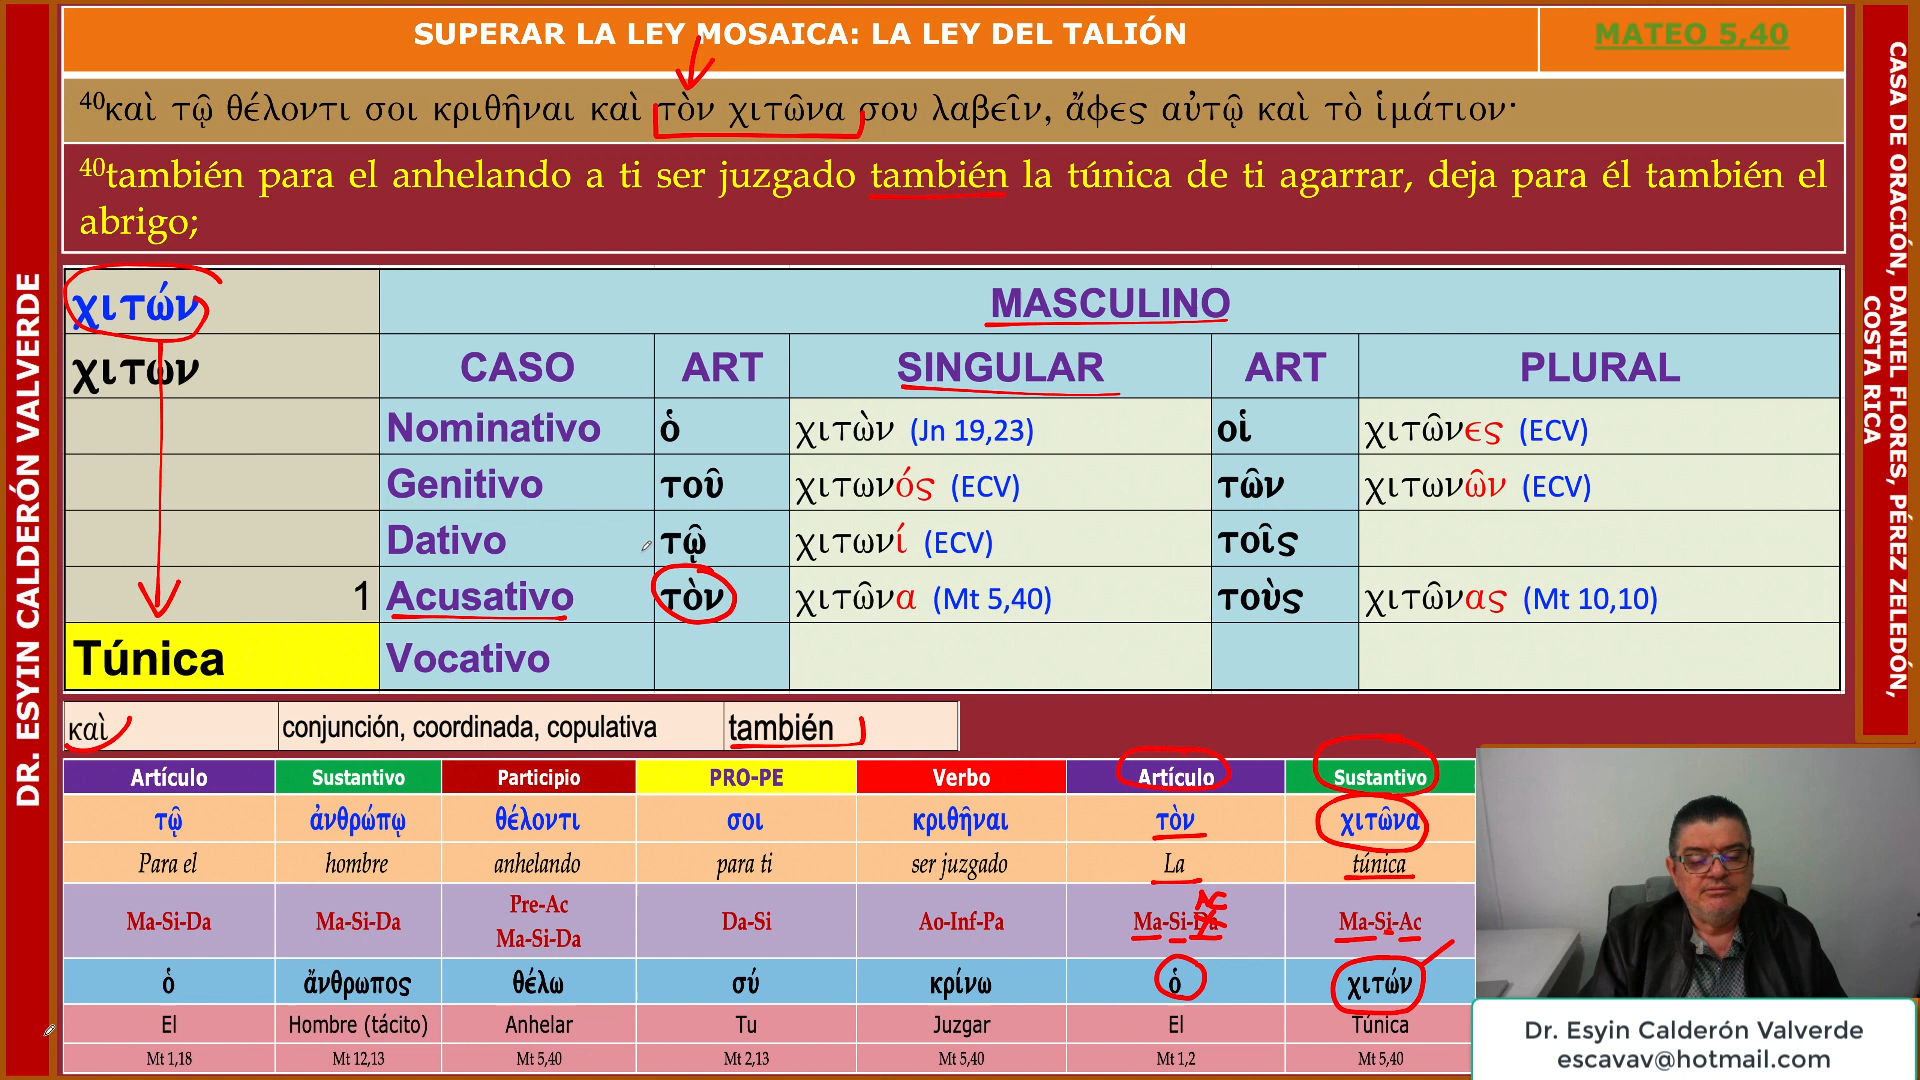 SUPERAR LA LEY MOSAICA: LA LEY DEL TALIÓN
MATEO 5,40
⁴⁰καὶ τῷ θέλοντι σοι κριθῆναι καὶ τὸν χιτῶνα σου λαβεῖν, ἄφες αὐτῷ καὶ τὸ ἱμάτιον·
⁴⁰también para el anhelando a ti ser juzgado también la túnica de ti agarrar, deja para él también el
abrigo;
χιτών MASCULINO
χιτων CASO ART SINGULAR ART PLURAL
Nominativo ὁ χιτὼν (Jn 19,23) οἱ χιτῶνες (ECV)
Genitivo τοῦ χιτωνός (ECV) τῶν χιτωνῶν (ECV)
Dativo τῷ χιτωνί (ECV) τοῖς
1 Acusativo τὸν χιτῶνα (Mt 5,40) τοὺς χιτῶνας (Mt 10,10)
Túnica Vocativo
καὶ conjunción, coordinada, copulativa también
Artículo Sustantivo Participio PRO-PE Verbo Artículo Sustantivo
τῷ ἀνθρώπῳ θέλοντι σοι κριθῆναι τὸν χιτῶνα
Para el hombre anhelando para ti ser juzgado La túnica
Ma-Si-Da Ma-Si-Da Pre-Ac Ma-Si-Da Da-Si Ao-Inf-Pa Ma-Si-Da Ac Ma-Si-Ac
ὁ ἄνθρωπος θέλω σύ κρίνω ὁ χιτών
El Hombre (tácito) Anhelar Tu Juzgar El Túnica
Mt 1,18 Mt 12,13 Mt 5,40 Mt 2,13 Mt 5,40 Mt 1,2 Mt 5,40
DR. ESYIN CALDERÓN VALVERDE
CASA DE ORACIÓN, DANIEL FLORES, PÉREZ ZELEDÓN,
COSTA RICA
Dr. Esyin Calderón Valverde
escavav@hotmail.com